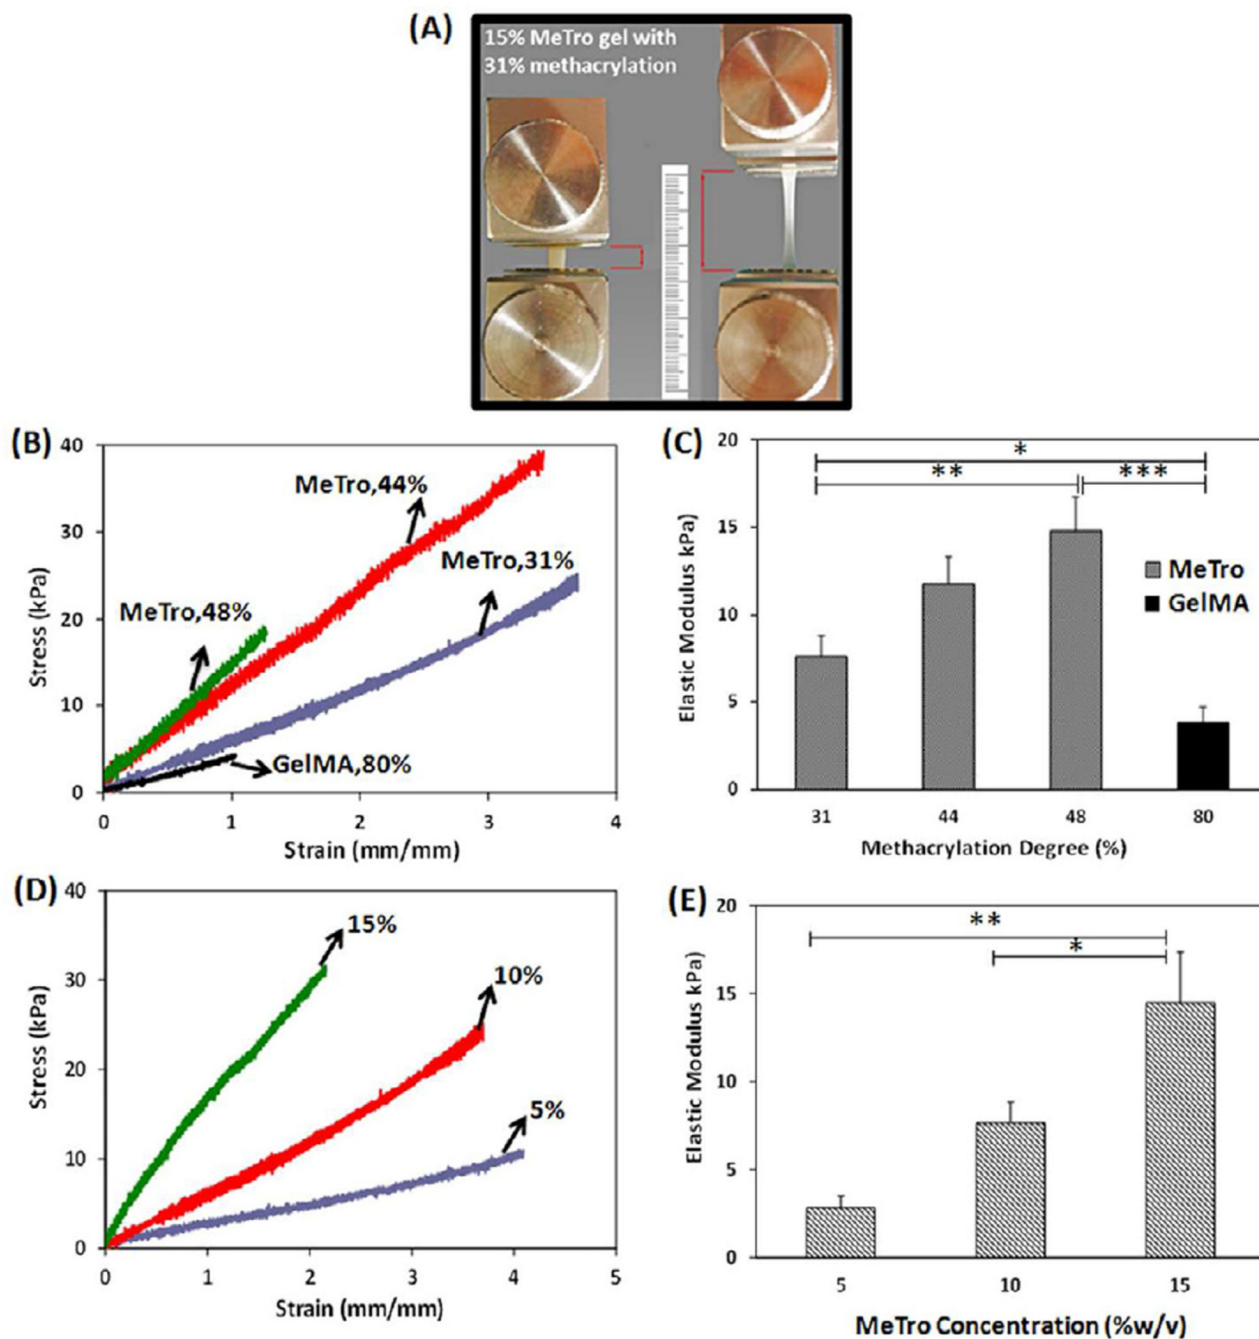 (A)
15% MeTro gel with
31% methacrylation
(B)
40
30
20
10
0
Stress (kPa)
MeTro,44%
MeTro,31%
MeTro,48%
GelMA,80%
0 1 2 3 4
Strain (mm/mm)
(C)
20
15
10
5
0
Elastic Modulus kPa
*
** ***
MeTro
GelMA
31 44 48 80
Methacrylation Degree (%)
(D)
40
30
20
10
0
Stress (kPa)
15%
10%
5%
0 1 2 3 4 5
Strain (mm/mm)
(E)
20
15
10
5
0
Elastic Modulus kPa
**
*
5 10 15
MeTro Concentration (%w/v)